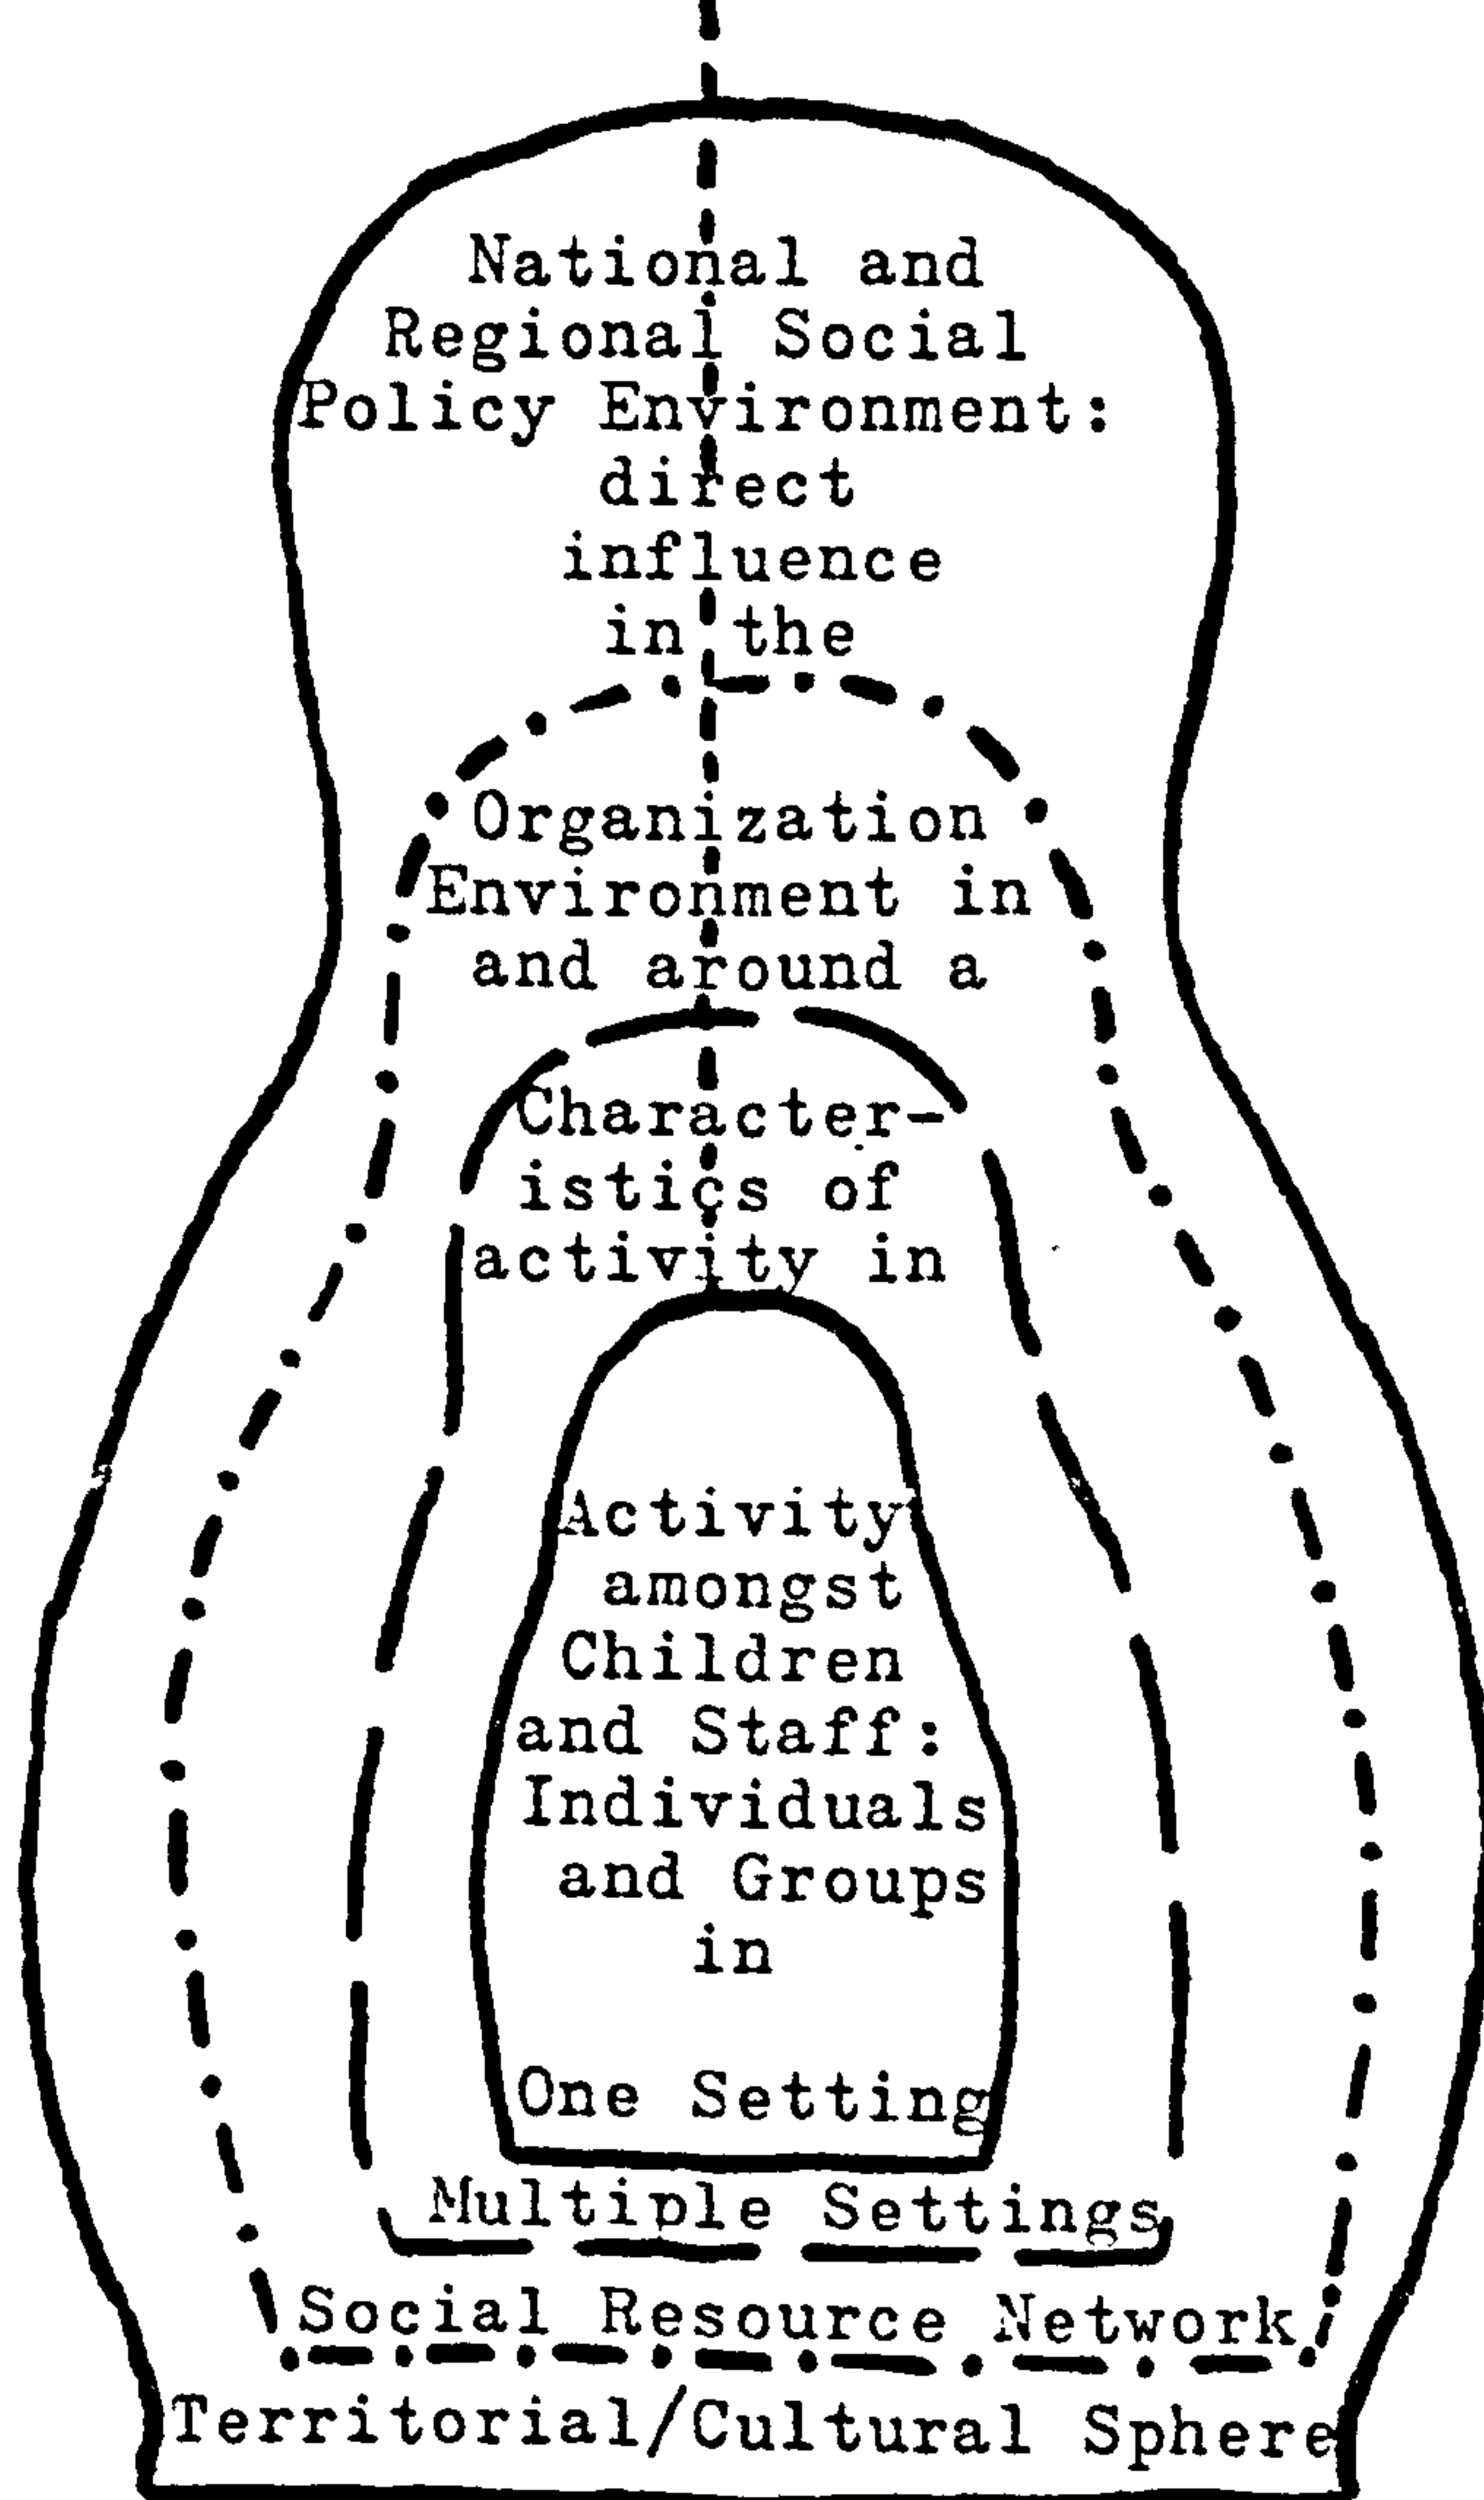 National and
Regional Social
Policy Environment:
direct
influence
in the
Organization
Environment in
and around a
Character-
istics of
activity in
Activity
amongst
Children
and Staff:
Individuals
and Groups
in
One Setting
Multiple Settings
Social Resource Network
Territorial/Cultural Sphere